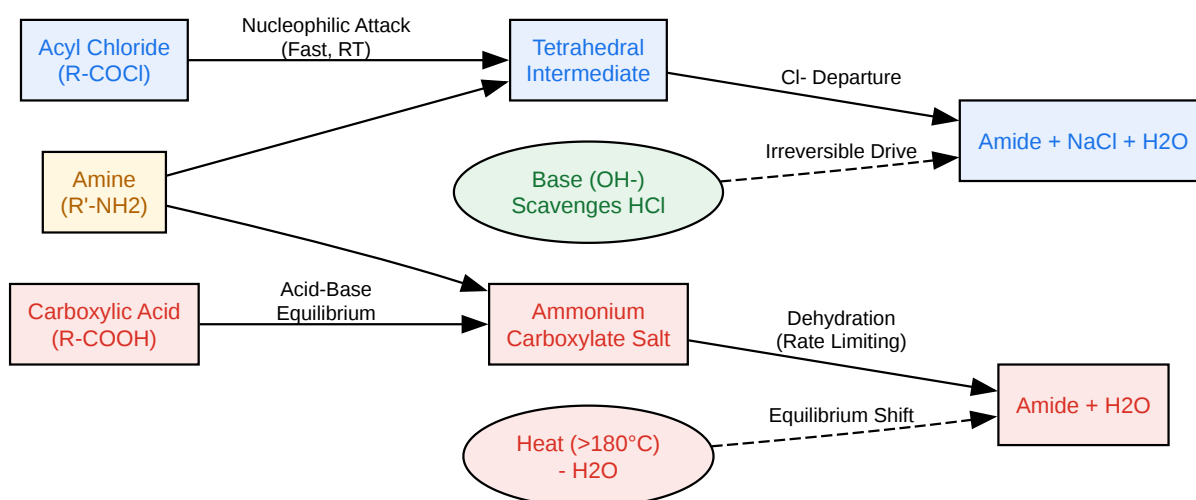 Acyl Chloride
(R-COCl)
Nucleophilic Attack
(Fast, RT)
Tetrahedral
Intermediate
Cl- Departure
Amide + NaCl + H2O
Amine
(R'-NH2)
Base (OH-)
Scavenges HCl
Irreversible Drive
Carboxylic Acid
(R-COOH)
Acid-Base
Equilibrium
Ammonium
Carboxylate Salt
Dehydration
(Rate Limiting)
Amide + H2O
Heat (>180°C)
- H2O
Equilibrium Shift